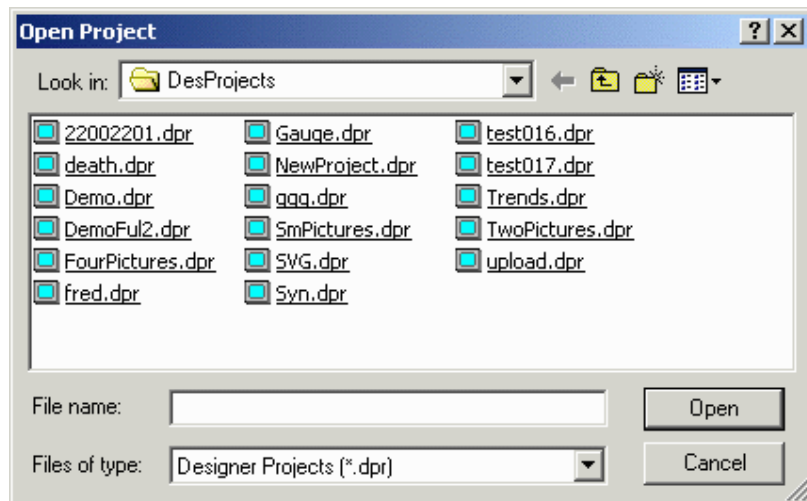 Open Project
Look in: DesProjects
22002201.dpr Gauge.dpr test016.dpr
death.dpr NewProject.dpr test017.dpr
Demo.dpr qqq.dpr Trends.dpr
DemoFul2.dpr SmPictures.dpr TwoPictures.dpr
FourPictures.dpr SVG.dpr upload.dpr
fred.dpr Syn.dpr
File name: Open
Files of type: Designer Projects (*.dpr) Cancel